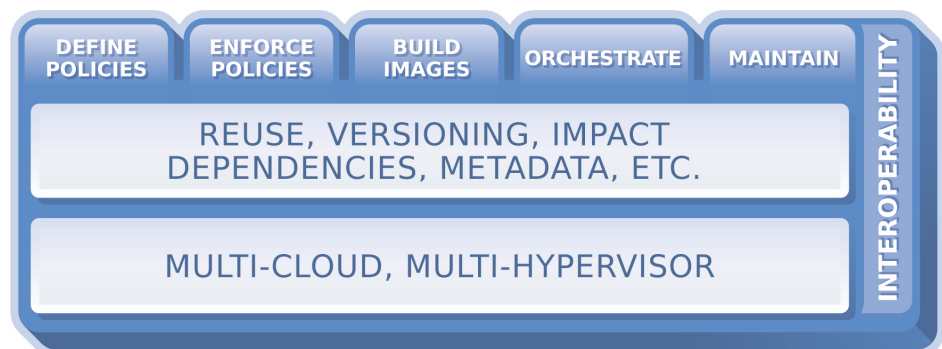 DEFINE
POLICIES
ENFORCE
POLICIES
BUILD
IMAGES
ORCHESTRATE
MAINTAIN
INTEROPERABILITY
REUSE, VERSIONING, IMPACT
DEPENDENCIES, METADATA, ETC.
MULTI-CLOUD, MULTI-HYPERVISOR